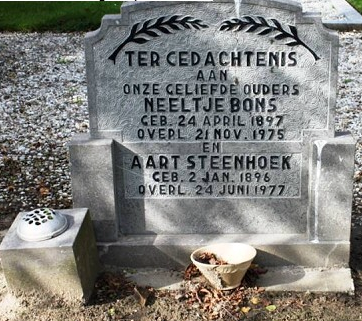 TER GEDACHTENIS
AAN
ONZE GELIEFDE OUDERS
NEELTJE BONS
GEB. 24 APRIL 1897
OVERL. 21 NOV. 1975
EN
AART STEENHOEK
GEB. 2 JAN. 1896
OVERL. 24 JUNI 1977